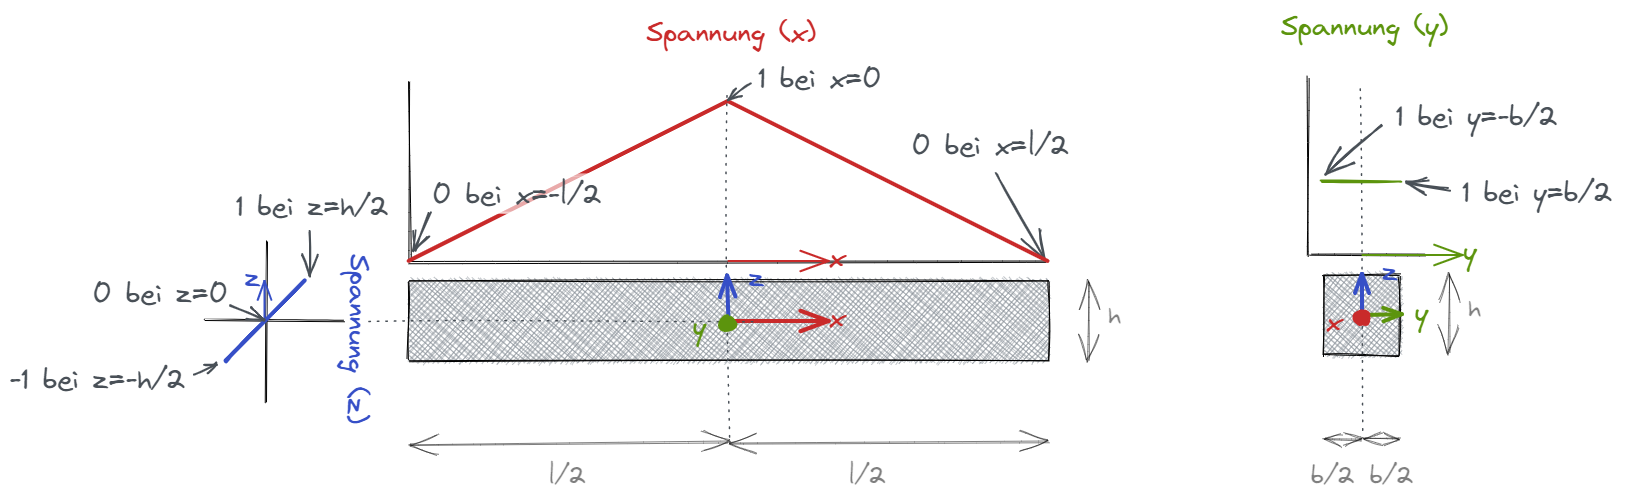 Spannung (x)
Spannung (y)
1 bei x=0
1 bei y=-b/2
0 bei x=l/2
0 bei x=-l/2
1 bei z=h/2
1 bei y=b/2
Spannung (z)
z
0 bei z=0
-1 bei z=-h/2
x
z
y
x
h
y
z
x
y
h
l/2
l/2
b/2
b/2